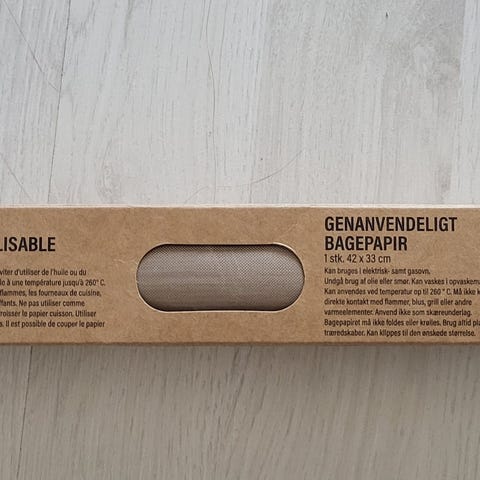 LISABLE
viter d'utiliser de l'huile ou du
à une température jusqu'à 260° C.
flammes, les fourneaux de cuisine,
ffants. Ne pas utiliser comme
roisser le papier cuisson. Utiliser
s. Il est possible de couper le papier
GENANVENDELIGT
BAGEPAPIR
1 stk. 42 x 33 cm
Kan bruges i elektrisk- samt gasovn.
Undgå brug af olie eller smør. Kan vaskes i opvaskema
Kan anvendes ved temperatur op til 260 ° C. Må ikke k
direkte kontakt med flammer, blus, grill eller andre
varmeelementer. Anvend ikke som skæreunderlag.
Bagepapiret må ikke foldes eller krølles. Brug altid pla
træredskaber. Kan klippes til den ønskede størrelse.